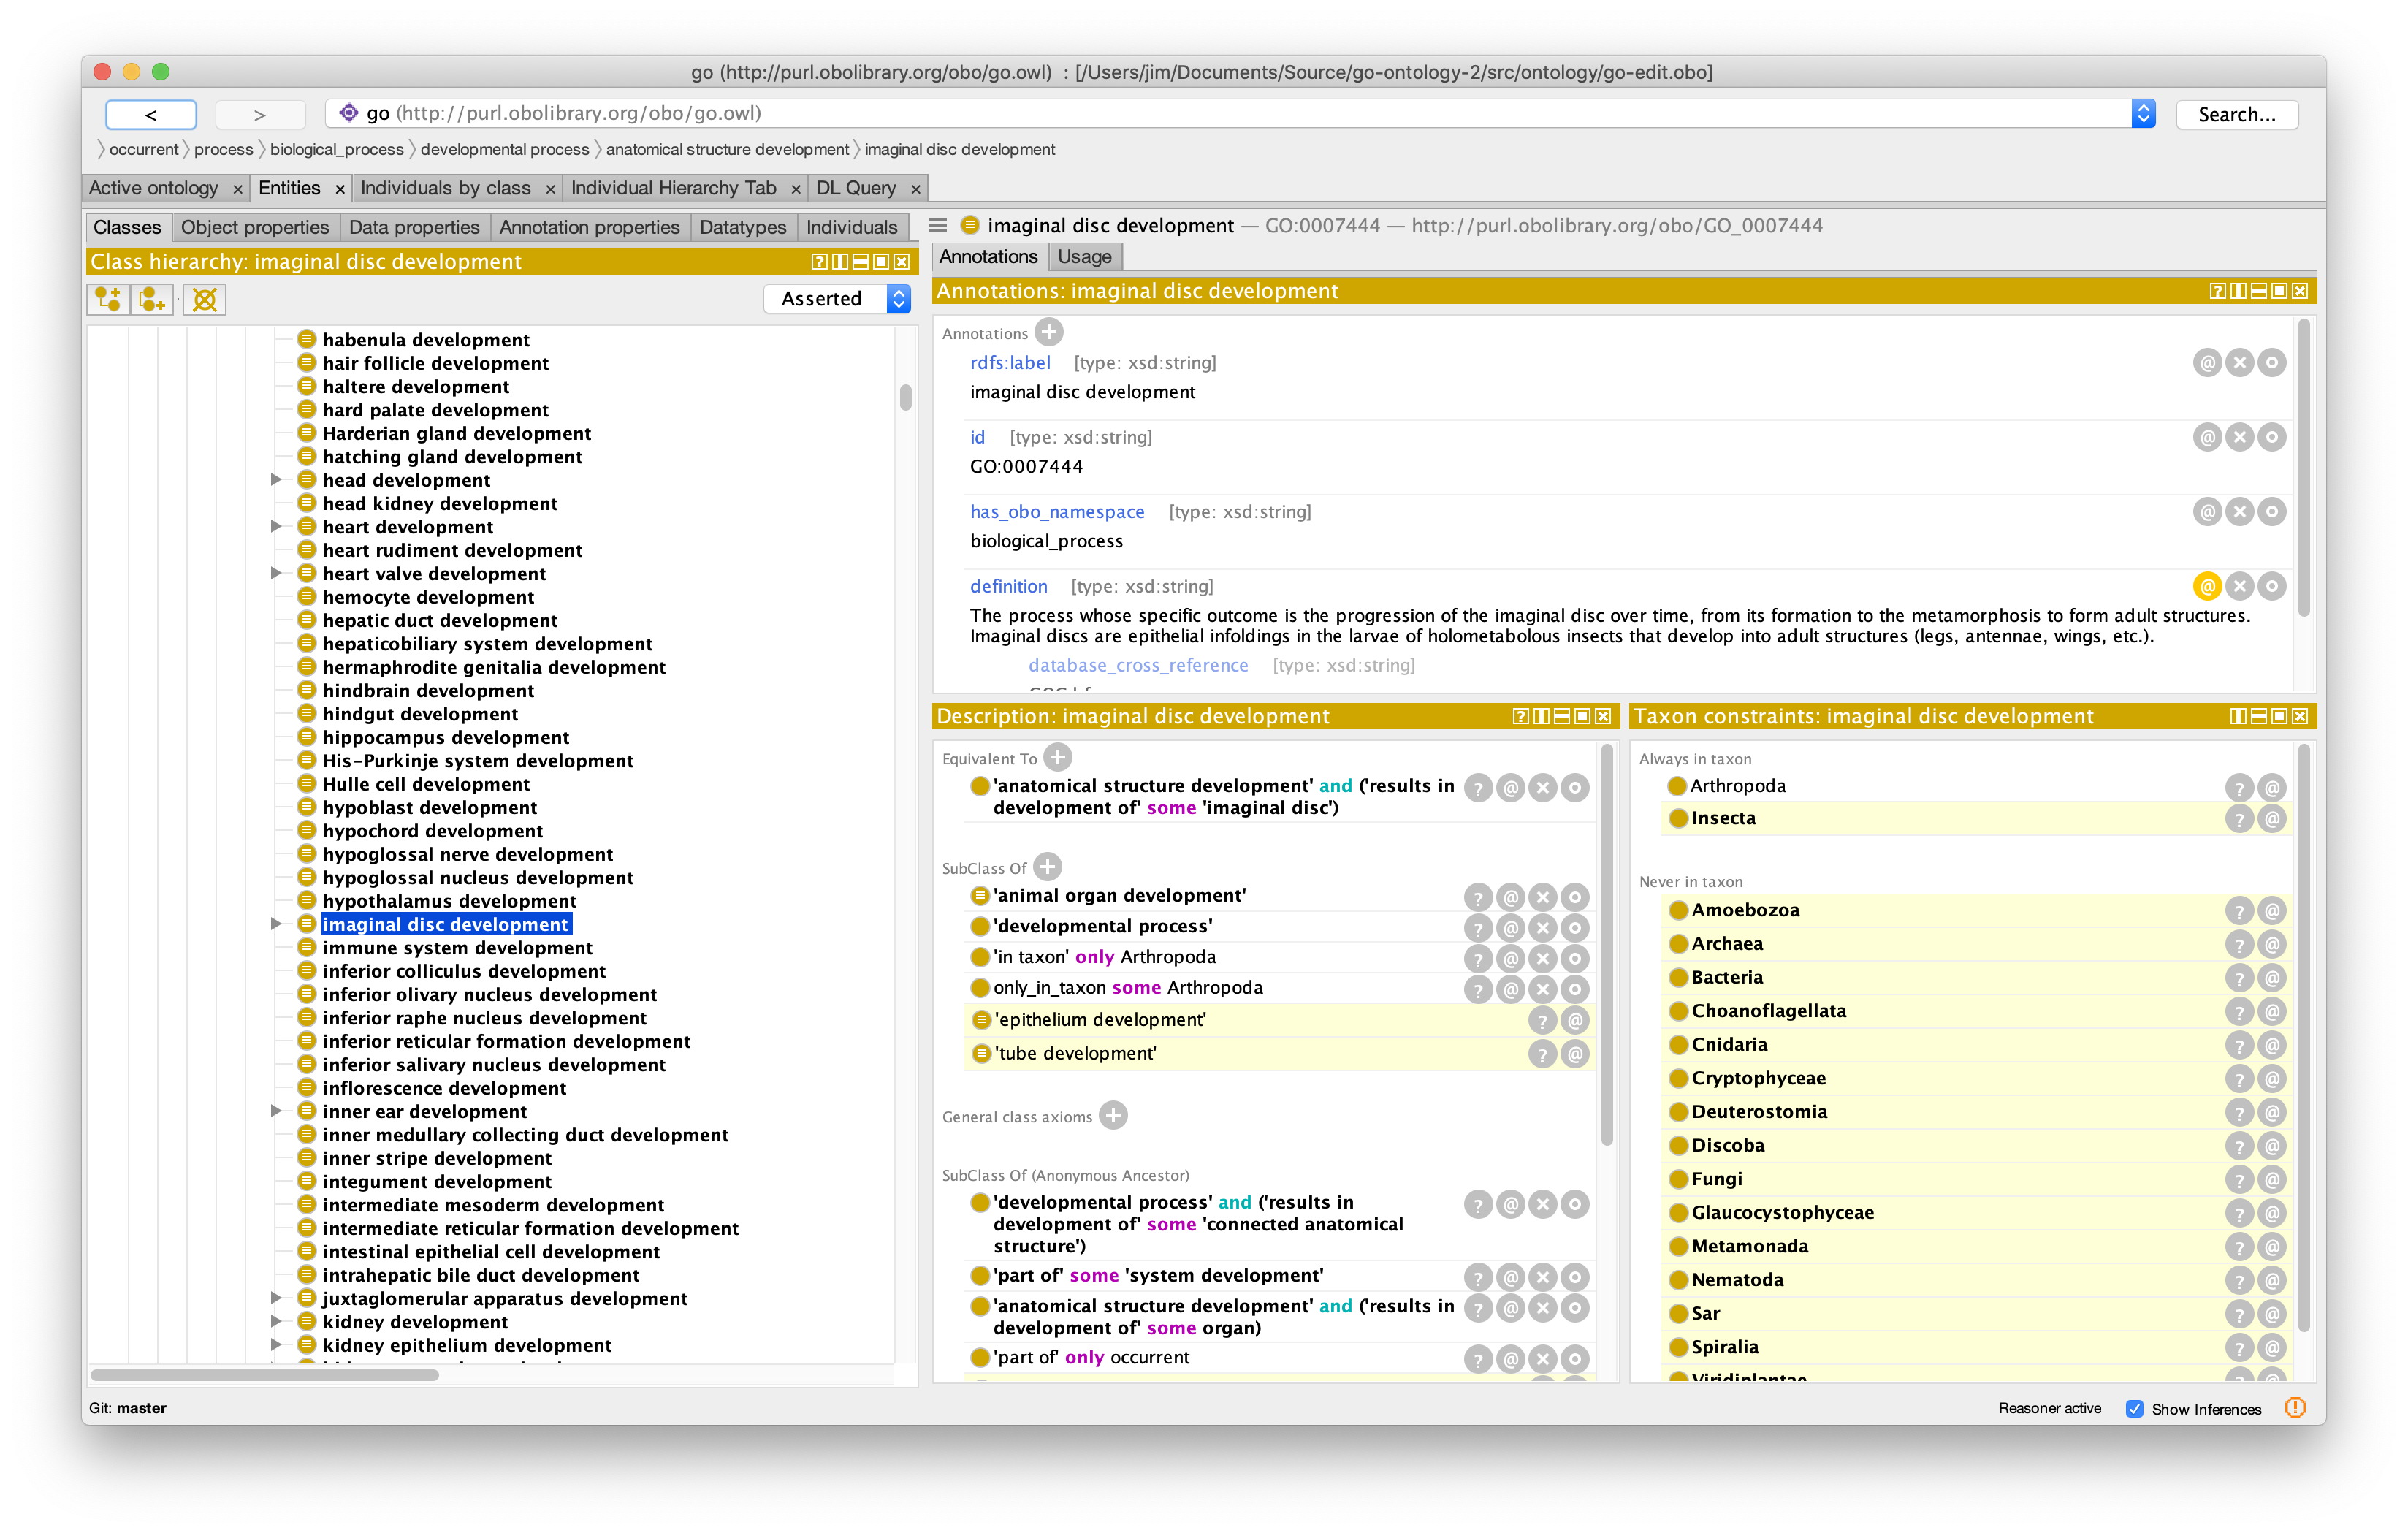 go (http://purl.obolibrary.org/obo/go.owl) : [/Users/jim/Documents/Source/go-ontology-2/src/ontology/go-edit.obo]
< > go (http://purl.obolibrary.org/obo/go.owl) Search...
occurrent process biological_process developmental process anatomical structure development imaginal disc development
Active ontology × Entities × Individuals by class × Individual Hierarchy Tab × DL Query ×
Classes Object properties Data properties Annotation properties Datatypes Individuals
Class hierarchy: imaginal disc development
Asserted
habenula development
hair follicle development
haltere development
hard palate development
Harderian gland development
hatching gland development
head development
head kidney development
heart development
heart rudiment development
heart valve development
hemocyte development
hepatic duct development
hepaticobiliary system development
hermaphrodite genitalia development
hindbrain development
hindgut development
hippocampus development
His-Purkinje system development
Hulle cell development
hypoblast development
hypochord development
hypoglossal nerve development
hypoglossal nucleus development
hypothalamus development
imaginal disc development
immune system development
inferior colliculus development
inferior olivary nucleus development
inferior raphe nucleus development
inferior reticular formation development
inferior salivary nucleus development
inflorescence development
inner ear development
inner medullary collecting duct development
inner stripe development
integument development
intermediate mesoderm development
intermediate reticular formation development
intestinal epithelial cell development
intrahepatic bile duct development
juxtaglomerular apparatus development
kidney development
kidney epithelium development
imaginal disc development — GO:0007444 — http://purl.obolibrary.org/obo/GO_0007444
Annotations Usage
Annotations: imaginal disc development
Annotations
rdfs:label [type: xsd:string]
imaginal disc development
id [type: xsd:string]
GO:0007444
has_obo_namespace [type: xsd:string]
biological_process
definition [type: xsd:string]
The process whose specific outcome is the progression of the imaginal disc over time, from its formation to the metamorphosis to form adult structures.
Imaginal discs are epithelial infoldings in the larvae of holometabolous insects that develop into adult structures (legs, antennae, wings, etc.).
database_cross_reference [type: xsd:string]
Description: imaginal disc development
Equivalent To
'anatomical structure development' and ('results in
development of' some 'imaginal disc')
SubClass Of
'animal organ development'
'developmental process'
'in taxon' only Arthropoda
only_in_taxon some Arthropoda
'epithelium development'
'tube development'
General class axioms
SubClass Of (Anonymous Ancestor)
'developmental process' and ('results in
development of' some 'connected anatomical
structure')
'part of' some 'system development'
'anatomical structure development' and ('results in
development of' some organ)
'part of' only occurrent
Taxon constraints: imaginal disc development
Always in taxon
Arthropoda
Insecta
Never in taxon
Amoebozoa
Archaea
Bacteria
Choanoflagellata
Cnidaria
Cryptophyceae
Deuterostomia
Discoba
Fungi
Glaucocystophyceae
Metamonada
Nematoda
Sar
Spiralia
Viridiplantae
Git: master
Reasoner active Show Inferences